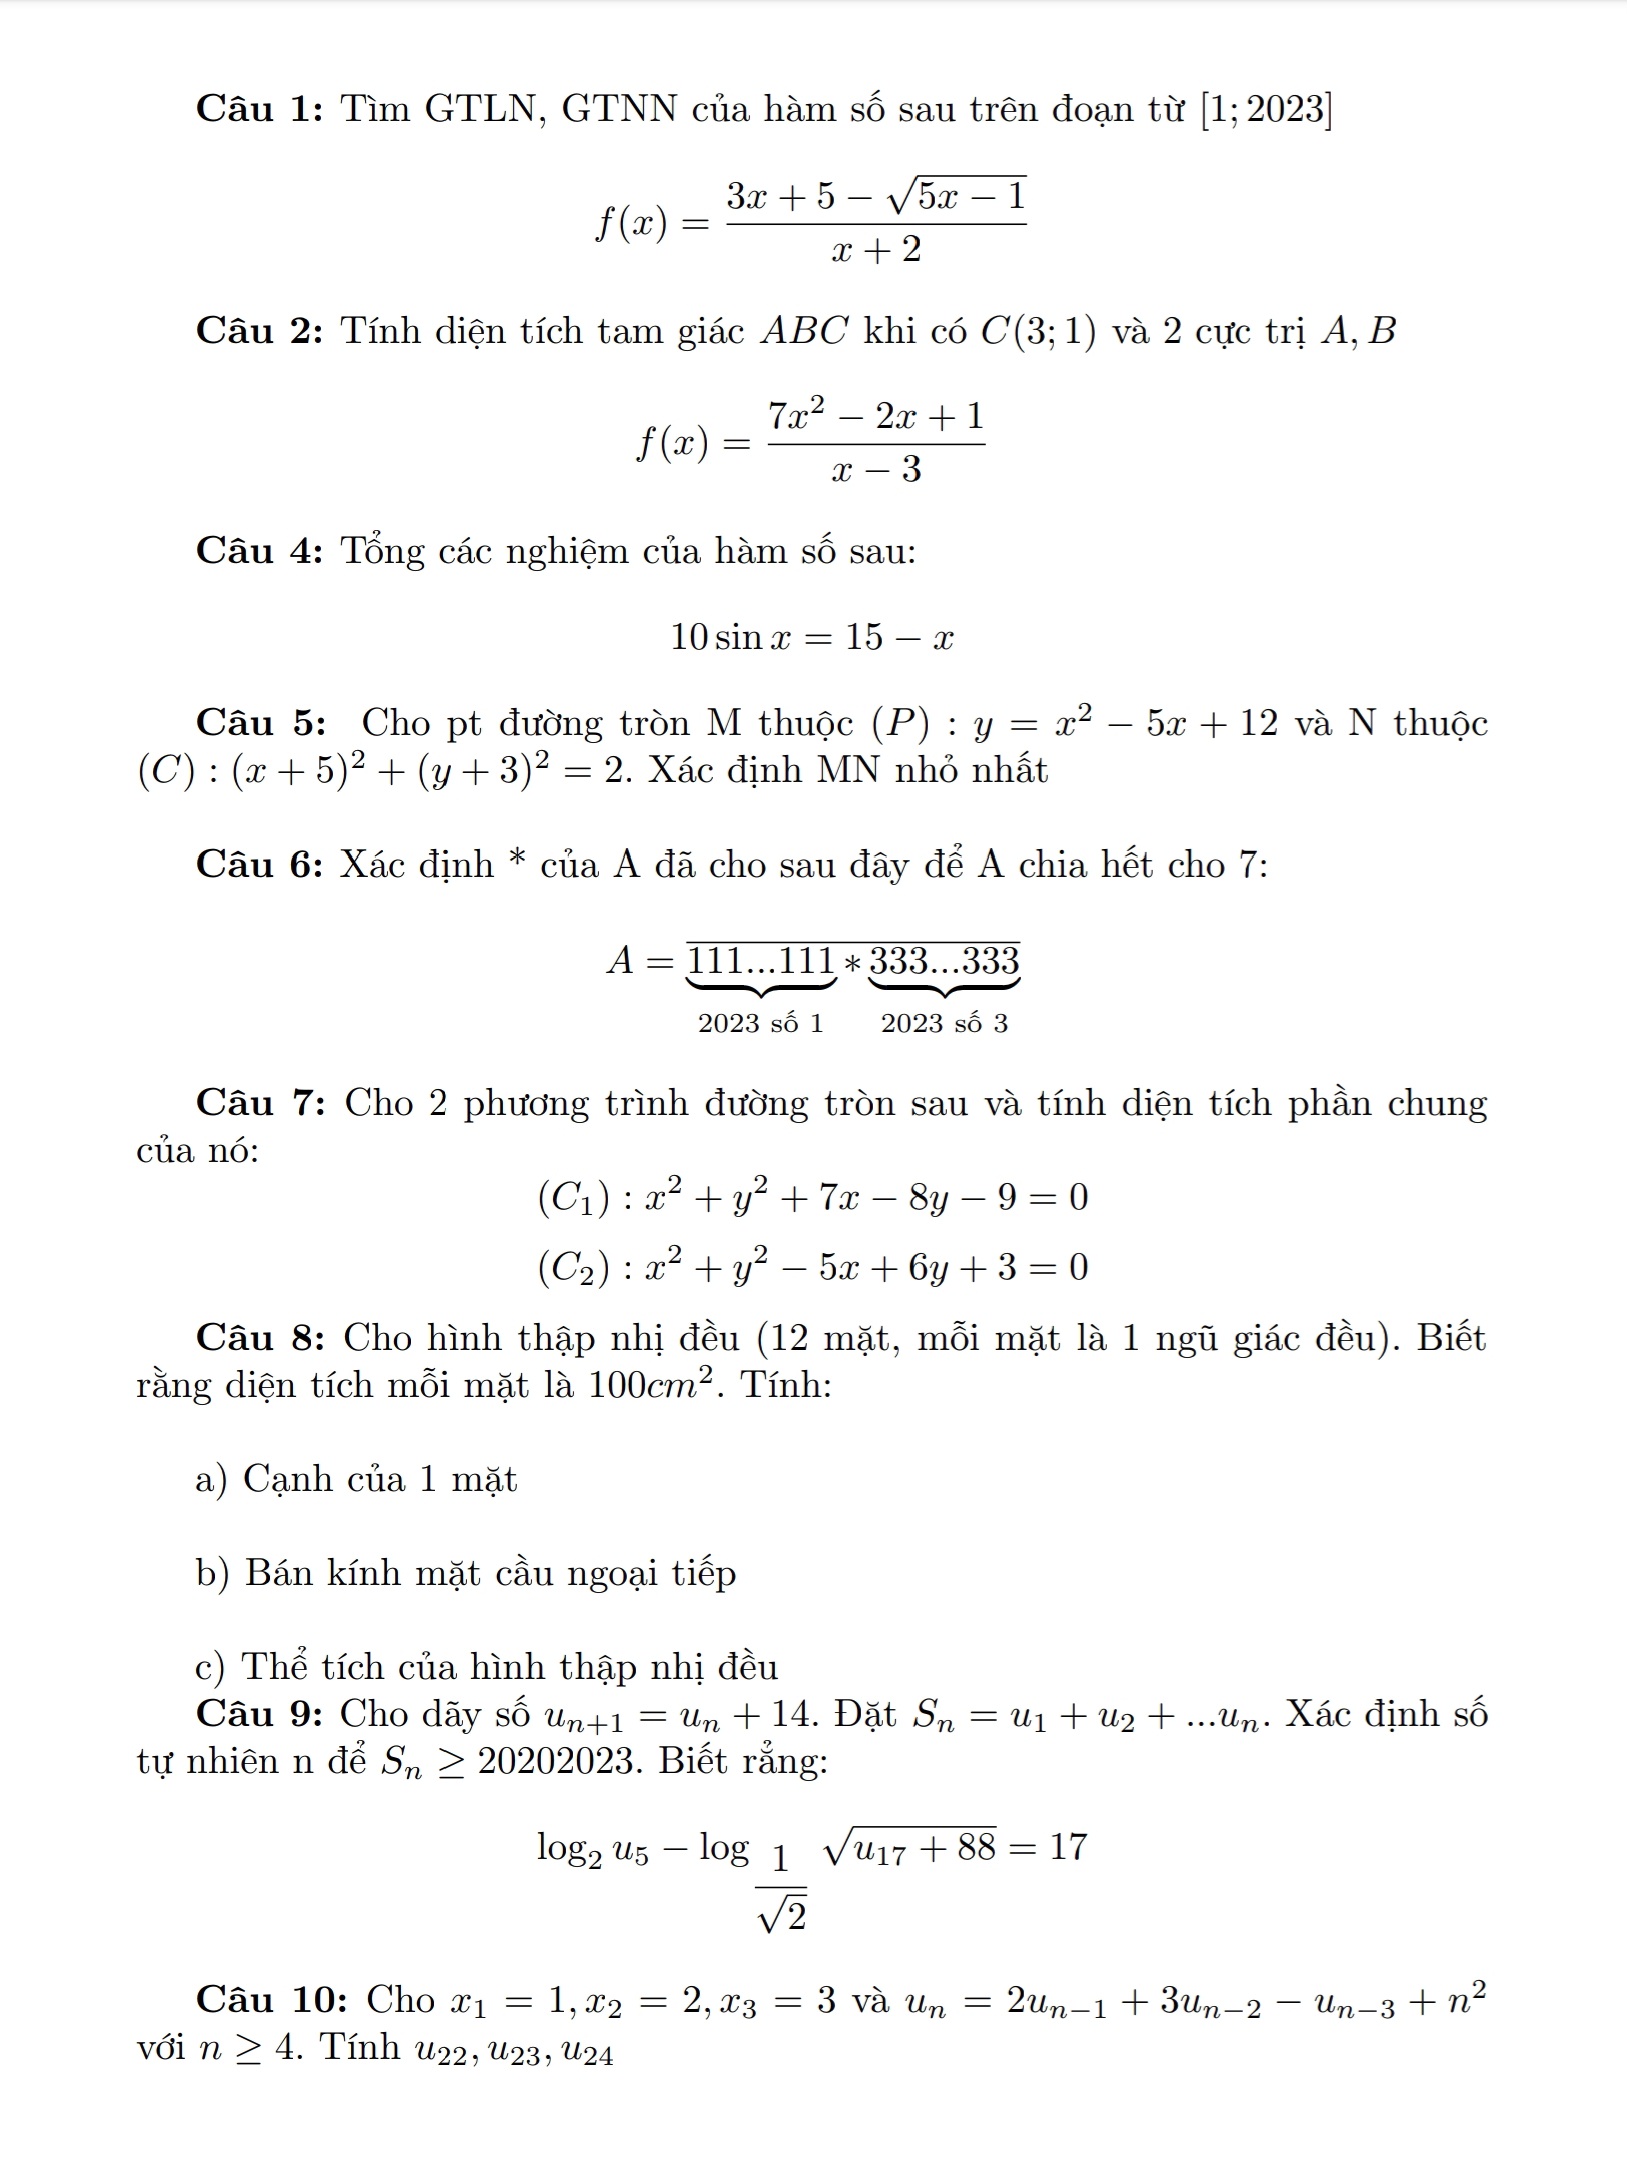 Câu 1: Tìm GTLN, GTNN của hàm số sau trên đoạn từ [1; 2023]
f(x) = \frac{3x + 5 − \sqrt{5x − 1}}{x + 2}
Câu 2: Tính diện tích tam giác ABC khi có C(3; 1) và 2 cực trị A, B
f(x) = \frac{7x^2 − 2x + 1}{x − 3}
Câu 4: Tổng các nghiệm của hàm số sau:
10 sin x = 15 − x
Câu 5: Cho pt đường tròn M thuộc (P) : y = x^2 − 5x + 12 và N thuộc
(C) : (x + 5)^2 + (y + 3)^2 = 2. Xác định MN nhỏ nhất
Câu 6: Xác định * của A đã cho sau đây để A chia hết cho 7:
A = \overline{\underbrace{111...111}_{2023 số 1} * \underbrace{333...333}_{2023 số 3}}
Câu 7: Cho 2 phương trình đường tròn sau và tính diện tích phần chung
của nó:
(C_1) : x^2 + y^2 + 7x − 8y − 9 = 0
(C_2) : x^2 + y^2 − 5x + 6y + 3 = 0
Câu 8: Cho hình thập nhị đều (12 mặt, mỗi mặt là 1 ngũ giác đều). Biết
rằng diện tích mỗi mặt là 100cm^2. Tính:
a) Cạnh của 1 mặt
b) Bán kính mặt cầu ngoại tiếp
c) Thể tích của hình thập nhị đều
Câu 9: Cho dãy số u_{n+1} = u_n + 14. Đặt S_n = u_1 + u_2 + ...u_n. Xác định số
tự nhiên n để S_n ≥ 20202023. Biết rẳng:
\log_2 u_5 − \log_{\frac{1}{\sqrt{2}}} \sqrt{u_{17} + 88} = 17
Câu 10: Cho x_1 = 1, x_2 = 2, x_3 = 3 và u_n = 2u_{n−1} + 3u_{n−2} − u_{n−3} + n^2
với n ≥ 4. Tính u_{22}, u_{23}, u_{24}